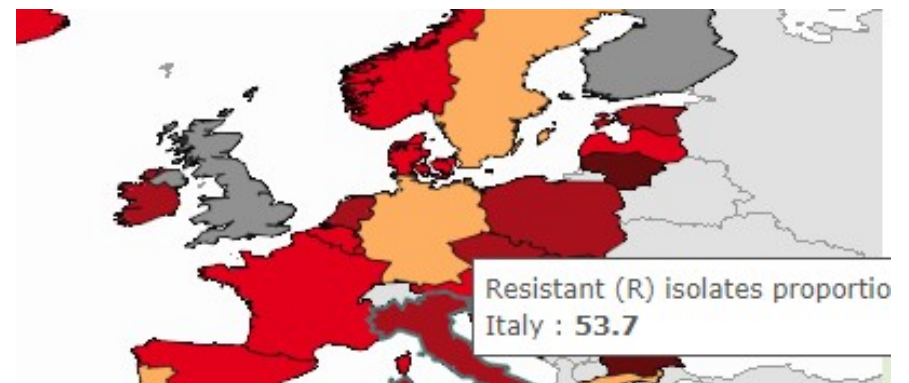 Resistant (R) isolates proportio
Italy : 53.7